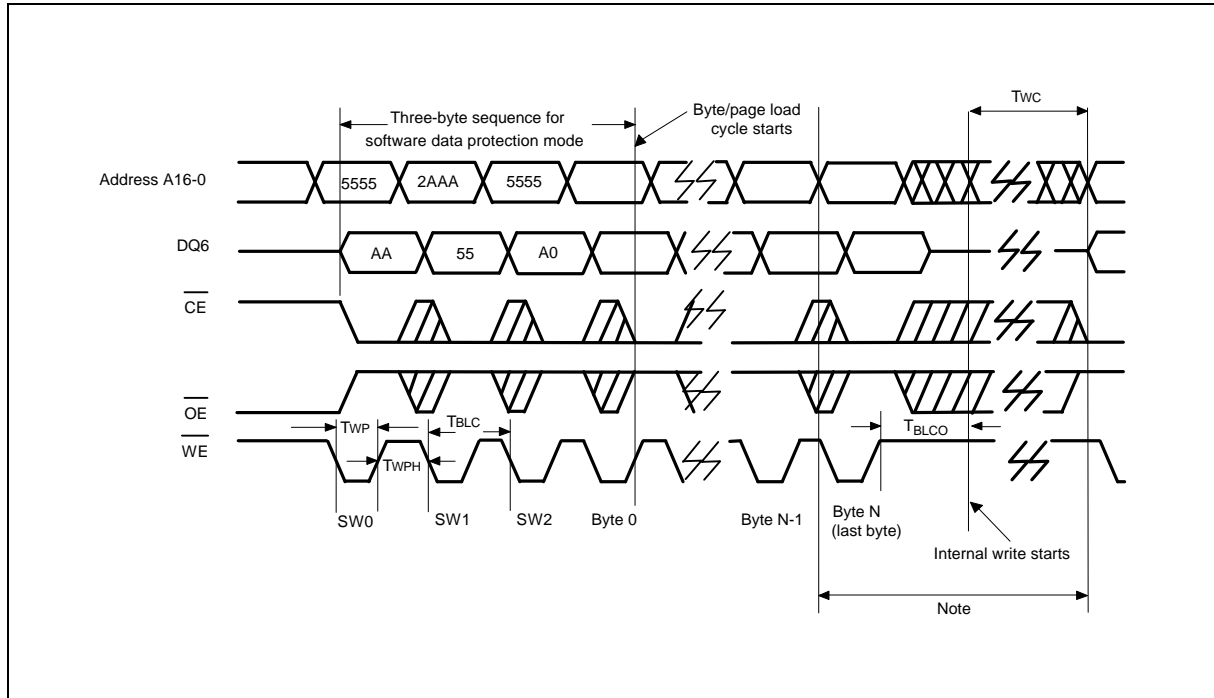 Three-byte sequence for
software data protection mode
Byte/page load
cycle starts
TWC
Address A16-0
5555
2AAA
5555
DQ6
AA
55
A0
CE
OE
TWP
TBLC
TBLCO
WE
TWPH
SW0
SW1
SW2
Byte 0
Byte N-1
Byte N
(last byte)
Internal write starts
Note